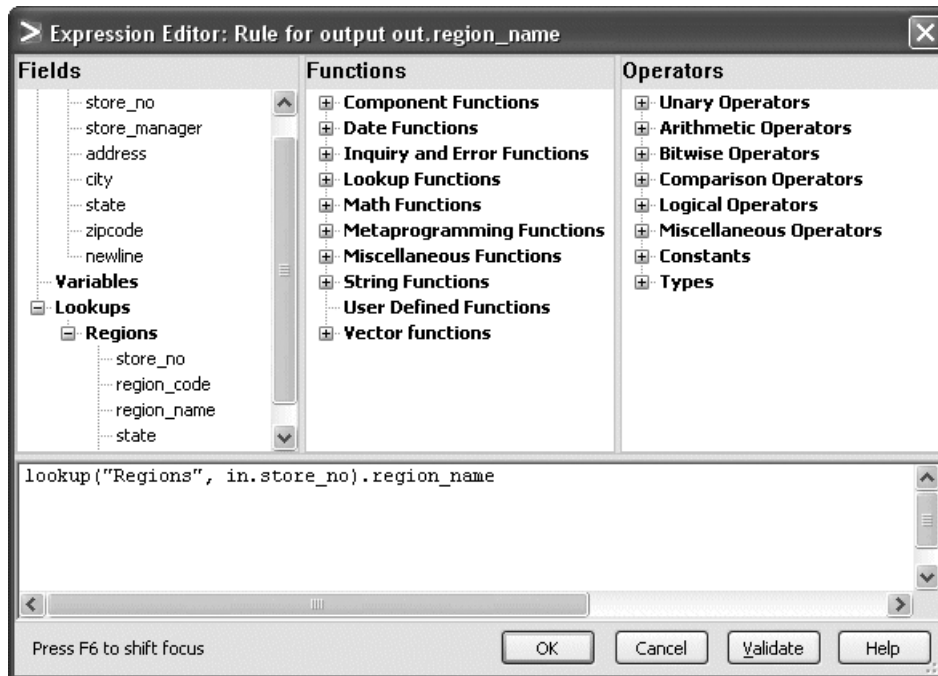 Expression Editor: Rule for output out.region_name
Fields
store_no
store_manager
address
city
state
zipcode
newline
Variables
Lookups
Regions
store_no
region_code
region_name
state
Functions
Component Functions
Date Functions
Inquiry and Error Functions
Lookup Functions
Math Functions
Metaprogramming Functions
Miscellaneous Functions
String Functions
User Defined Functions
Vector functions
Operators
Unary Operators
Arithmetic Operators
Bitwise Operators
Comparison Operators
Logical Operators
Miscellaneous Operators
Constants
Types
lookup("Regions", in.store_no).region_name
Press F6 to shift focus
OK
Cancel
Validate
Help